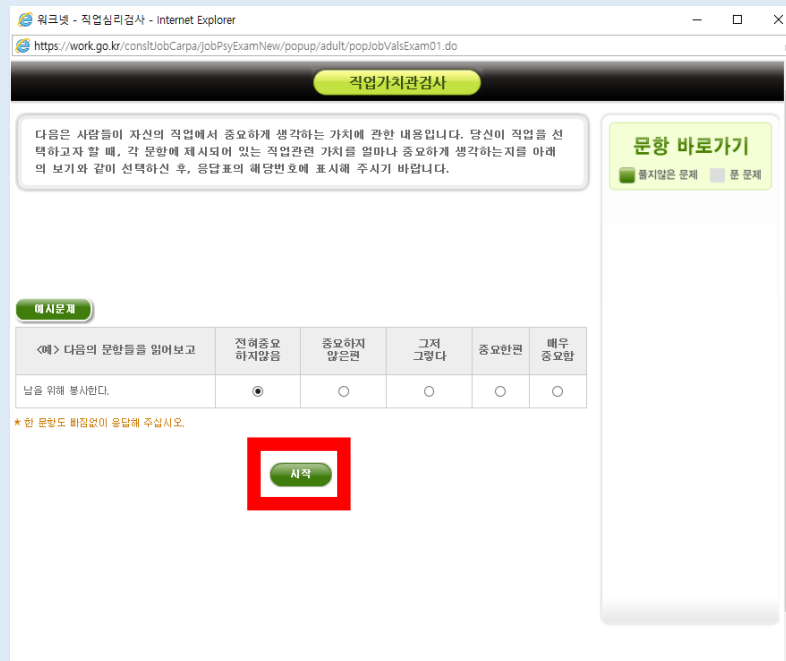 워크넷 - 직업심리검사 - Internet Explorer
https://work.go.kr/consltJobCarpa/jobPsyExamNew/popup/adult/popJobValsExam01.do
직업가치관검사
다음은 사람들이 자신의 직업에서 중요하게 생각하는 가치에 관한 내용입니다. 당신이 직업을 선
택하고자 할 때, 각 문항에 제시되어 있는 직업관련 가치를 얼마나 중요하게 생각하는지를 아래
의 보기와 같이 선택하신 후, 응답표의 해당번호에 표시해 주시기 바랍니다.
문항 바로가기
풀지않은 문제 푼 문제
예시문제
<예> 다음의 문항들을 읽어보고
전혀중요
하지않음
중요하지
않은편
그저
그렇다
중요한편
매우
중요함
남을 위해 봉사한다.
* 한 문항도 빠짐없이 응답해 주십시오.
시작